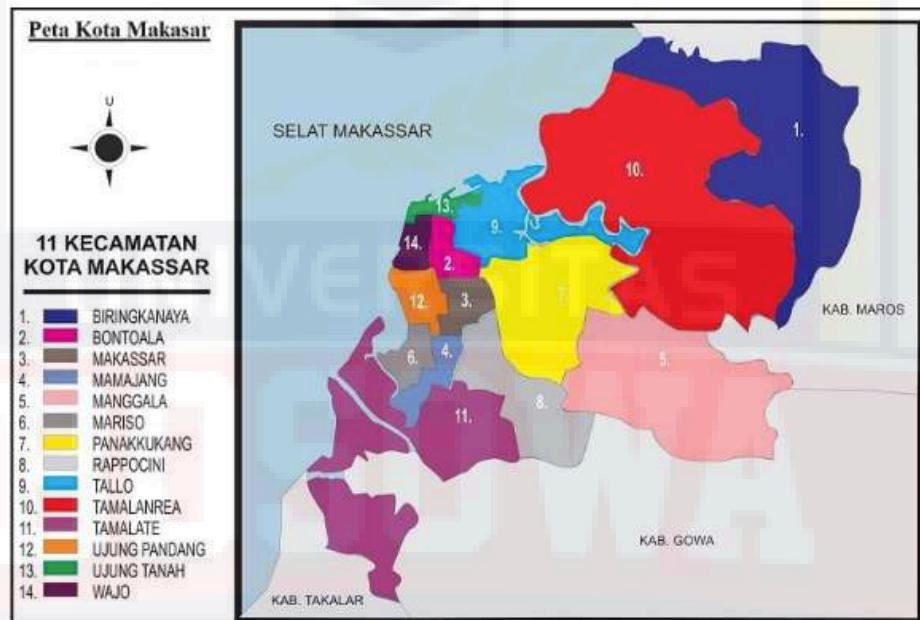 Peta Kota Makasar
U
11 KECAMATAN
KOTA MAKASSAR
1. BIRINGKANAYA
2. BONTOALA
3. MAKASSAR
4. MAMAJANG
5. MANGGALA
6. MARISO
7. PANAKKUKANG
8. RAPPOCINI
9. TALLO
10. TAMALANREA
11. TAMALATE
12. UJUNG PANDANG
13. UJUNG TANAH
14. WAJO
SELAT MAKASSAR
1.
10.
13.
9.
14.
2.
7.
12.
3.
KAB. MAROS
6.
4.
5.
8.
11.
KAB. GOWA
KAB. TAKALAR
UNIVERSITAS
BOSOWA